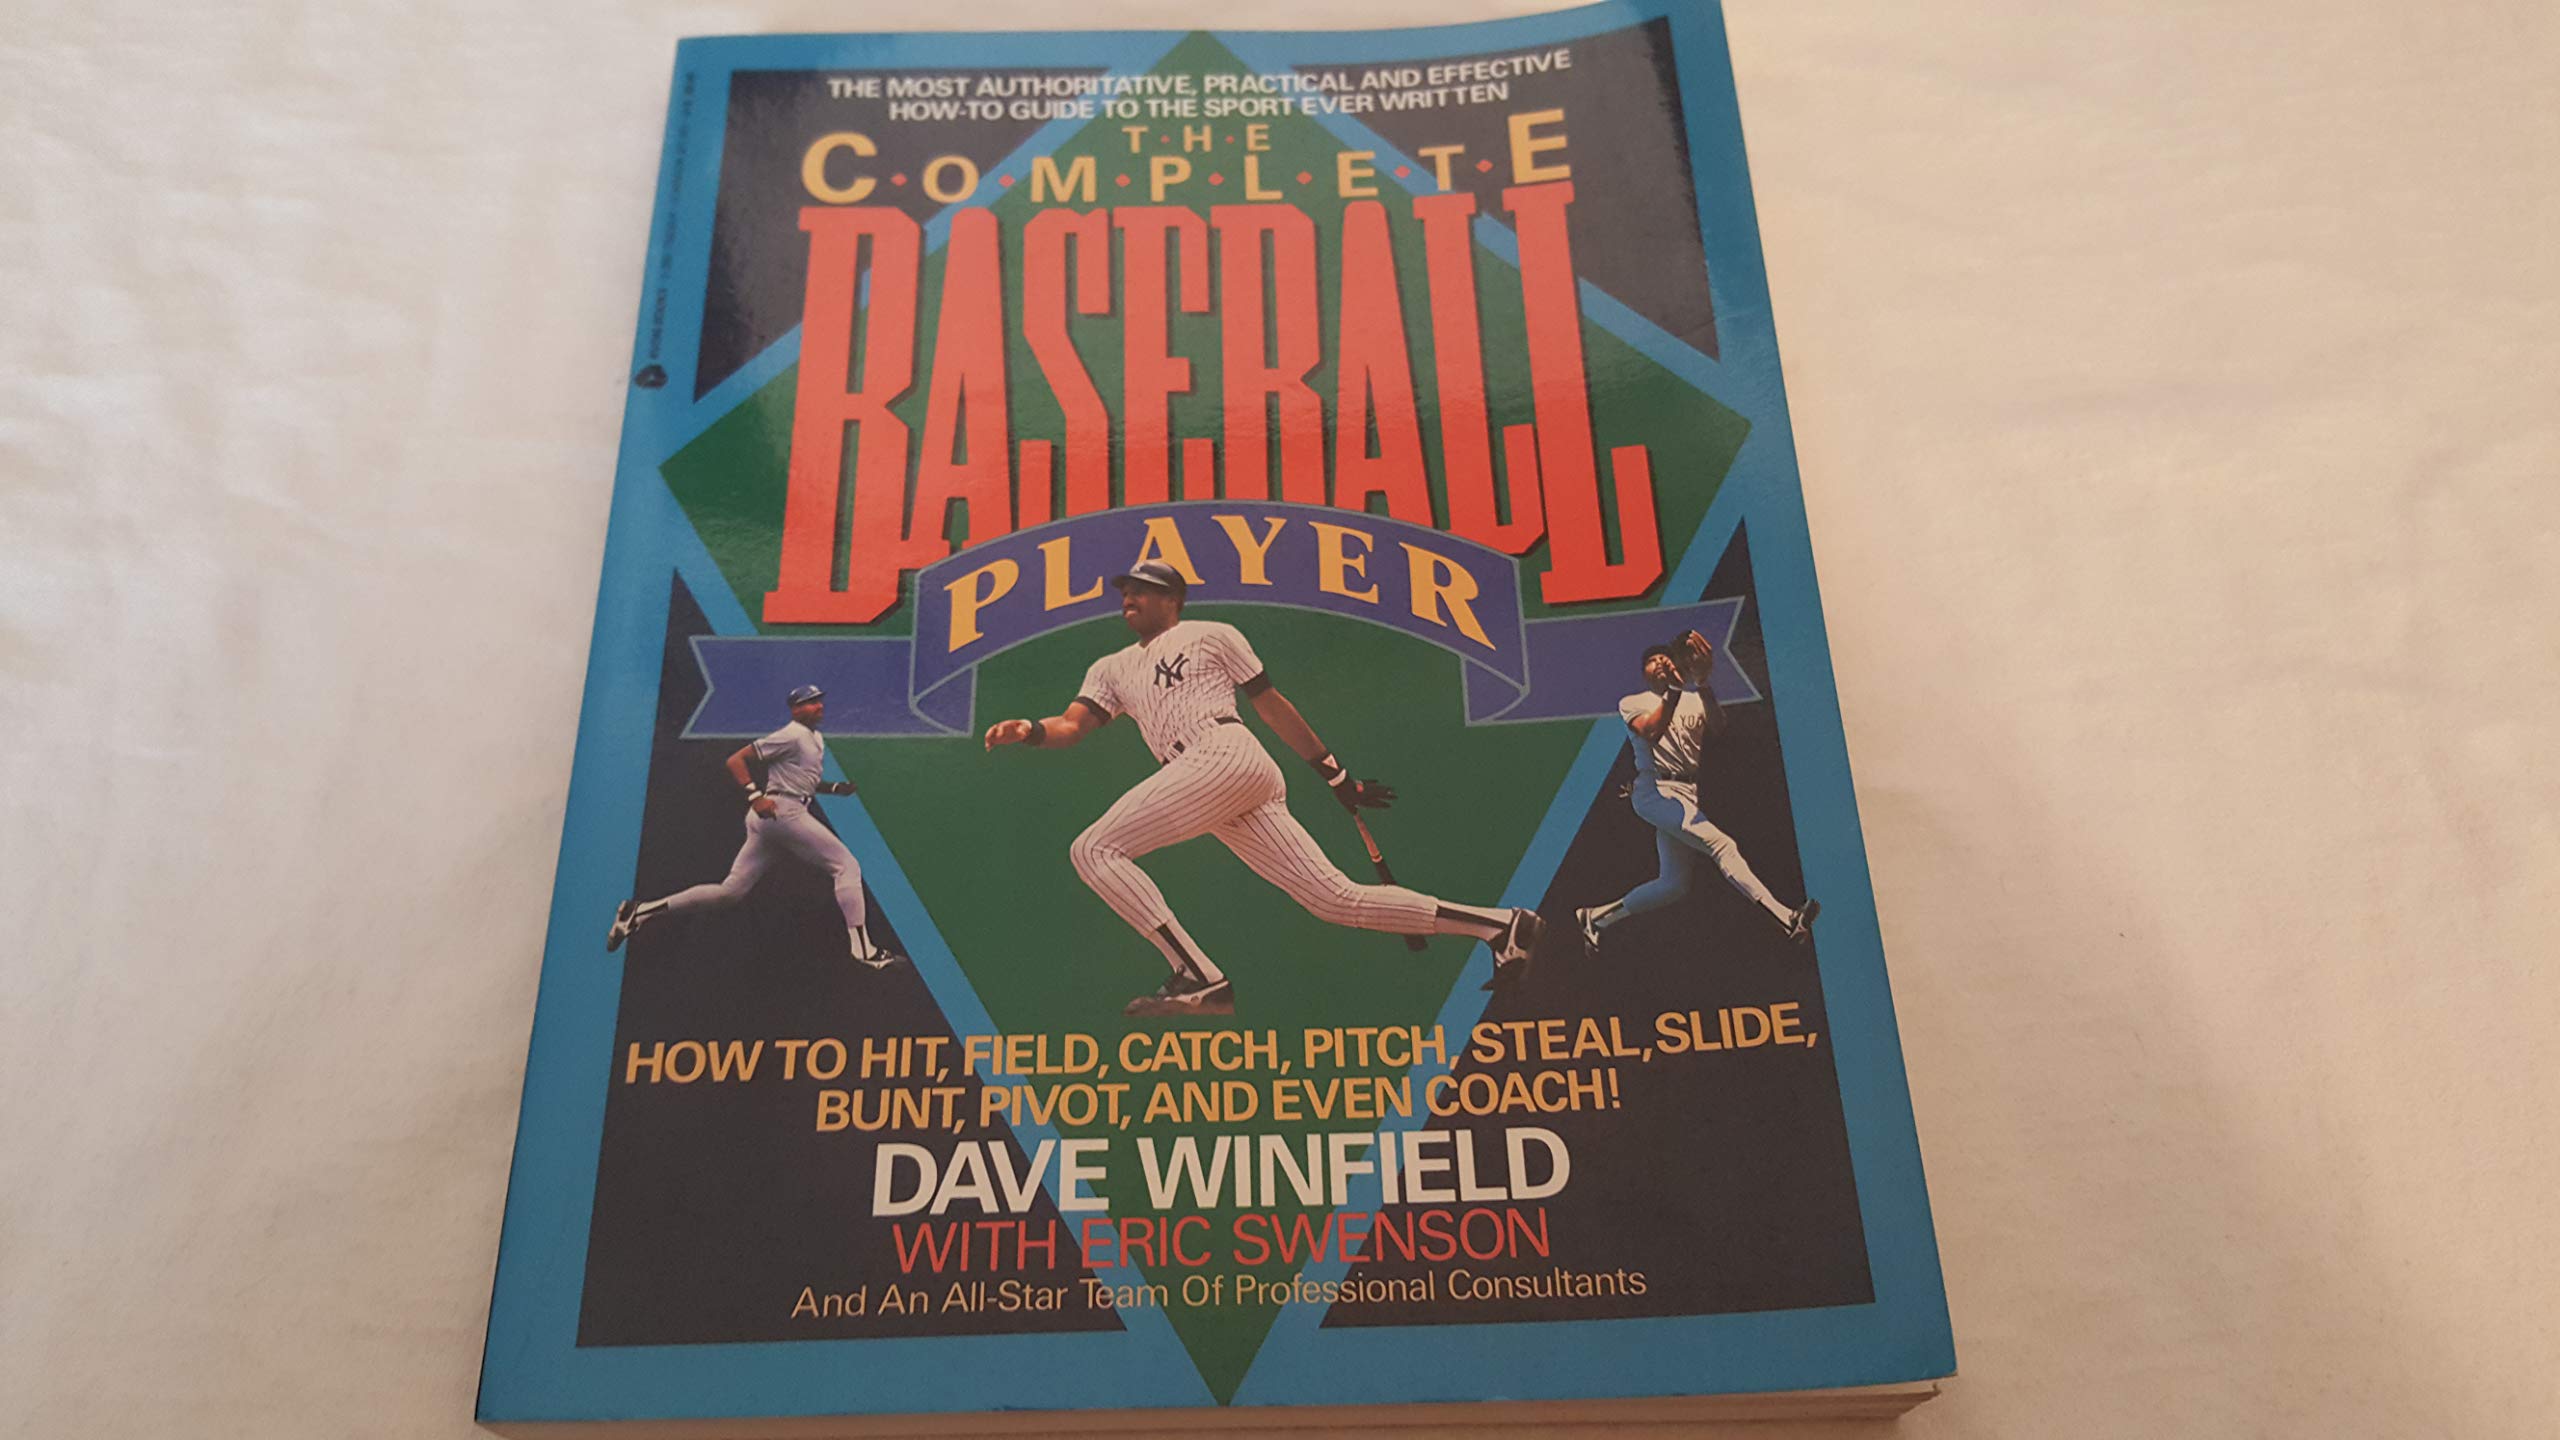 THE MOST AUTHORITATIVE, PRACTICAL AND EFFECTIVE
HOW-TO GUIDE TO THE SPORT EVER WRITTEN
T·H·E
C·O·M·P·L·E·T·E
BASEBALL
PLAYER
NY
YO
HOW TO HIT, FIELD, CATCH, PITCH, STEAL, SLIDE,
BUNT, PIVOT, AND EVEN COACH!
DAVE WINFIELD
WITH ERIC SWENSON
And An All-Star Team Of Professional Consultants